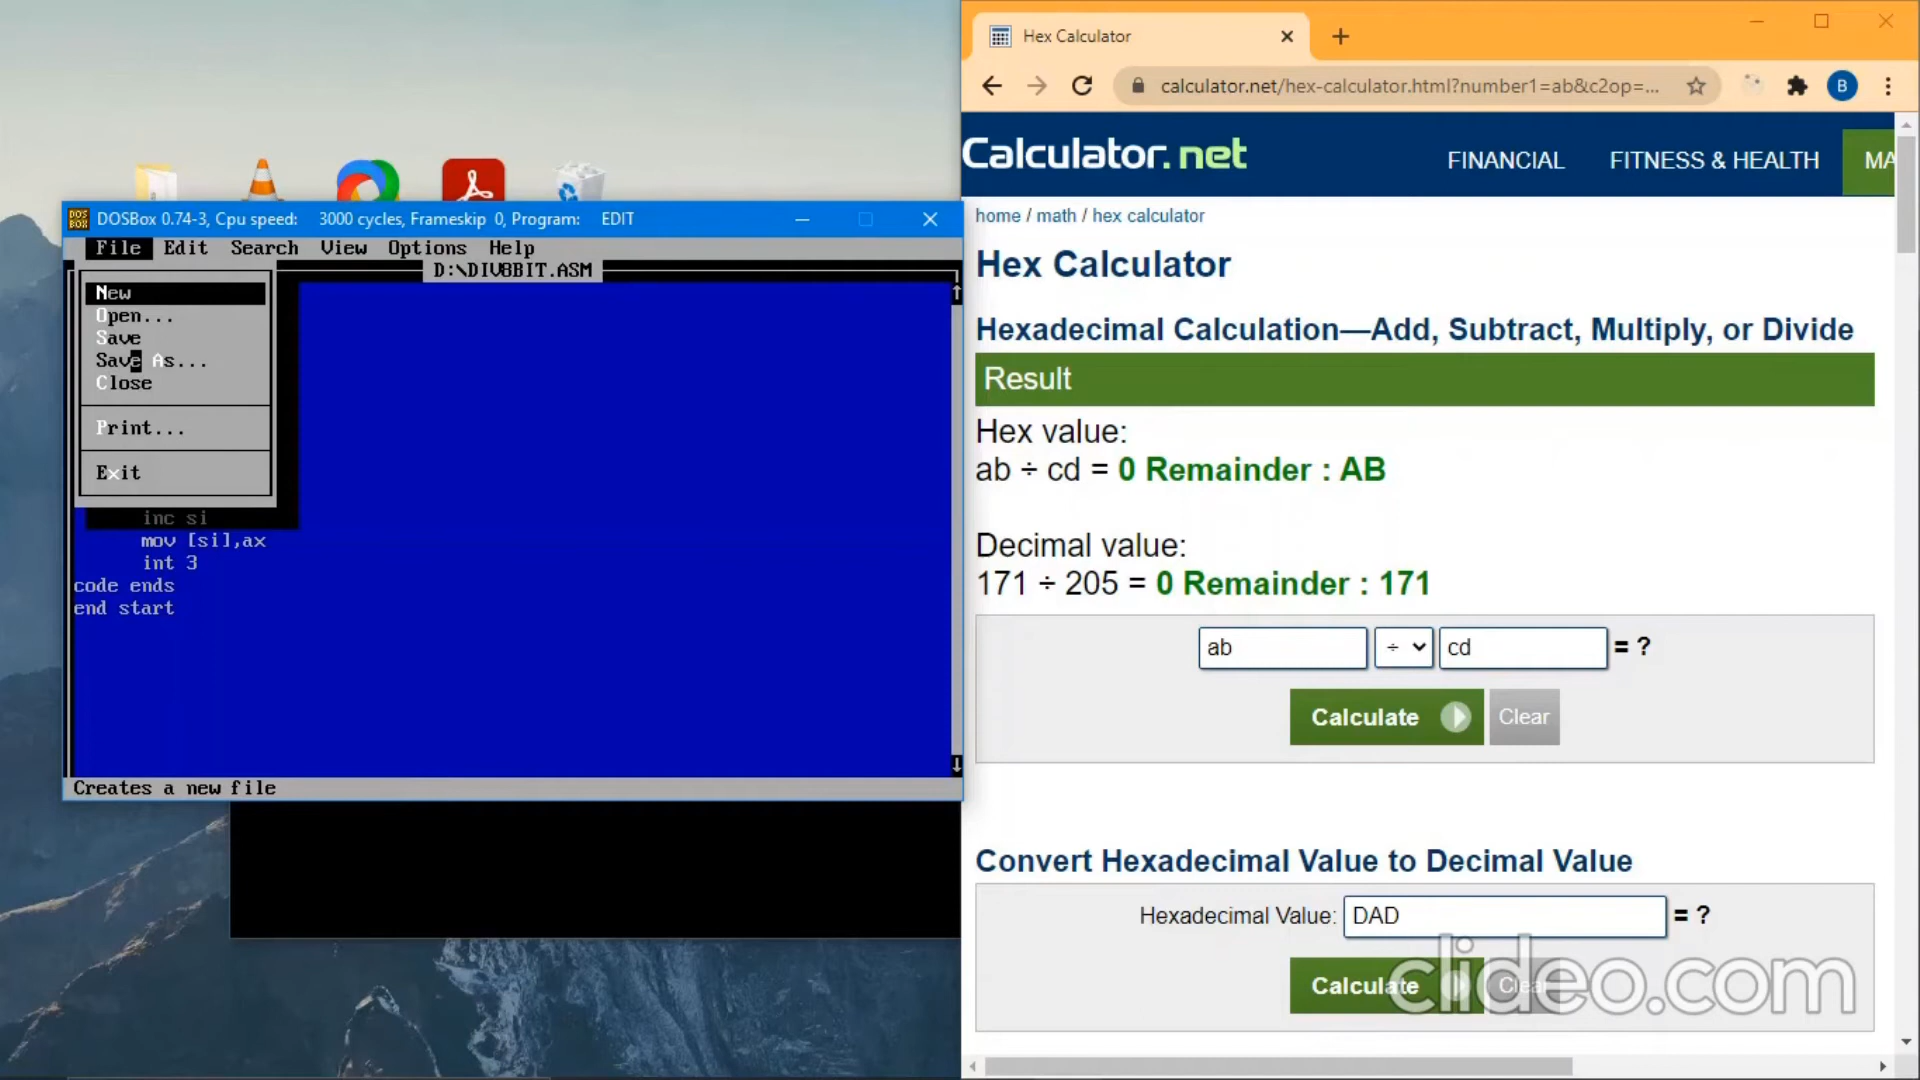 DOSBox 0.74-3, Cpu speed: 3000 cycles, Frameskip 0, Program: EDIT
File Edit Search View Options Help
D:\DIV8BIT.ASM
New
Open...
Save
Save As...
Close
Print...
Exit
inc si
mov [si],ax
int 3
code ends
end start
Creates a new file
Hex Calculator
calculator.net/hex-calculator.html?number1=ab&c2op=...
B
Calculator.net
FINANCIAL FITNESS & HEALTH MA
home / math / hex calculator
Hex Calculator
Hexadecimal Calculation—Add, Subtract, Multiply, or Divide
Result
Hex value:
ab ÷ cd = 0 Remainder : AB
Decimal value:
171 ÷ 205 = 0 Remainder : 171
ab ÷ cd = ?
Calculate Clear
Convert Hexadecimal Value to Decimal Value
Hexadecimal Value: DAD = ?
Calculate Clear
clideo.com